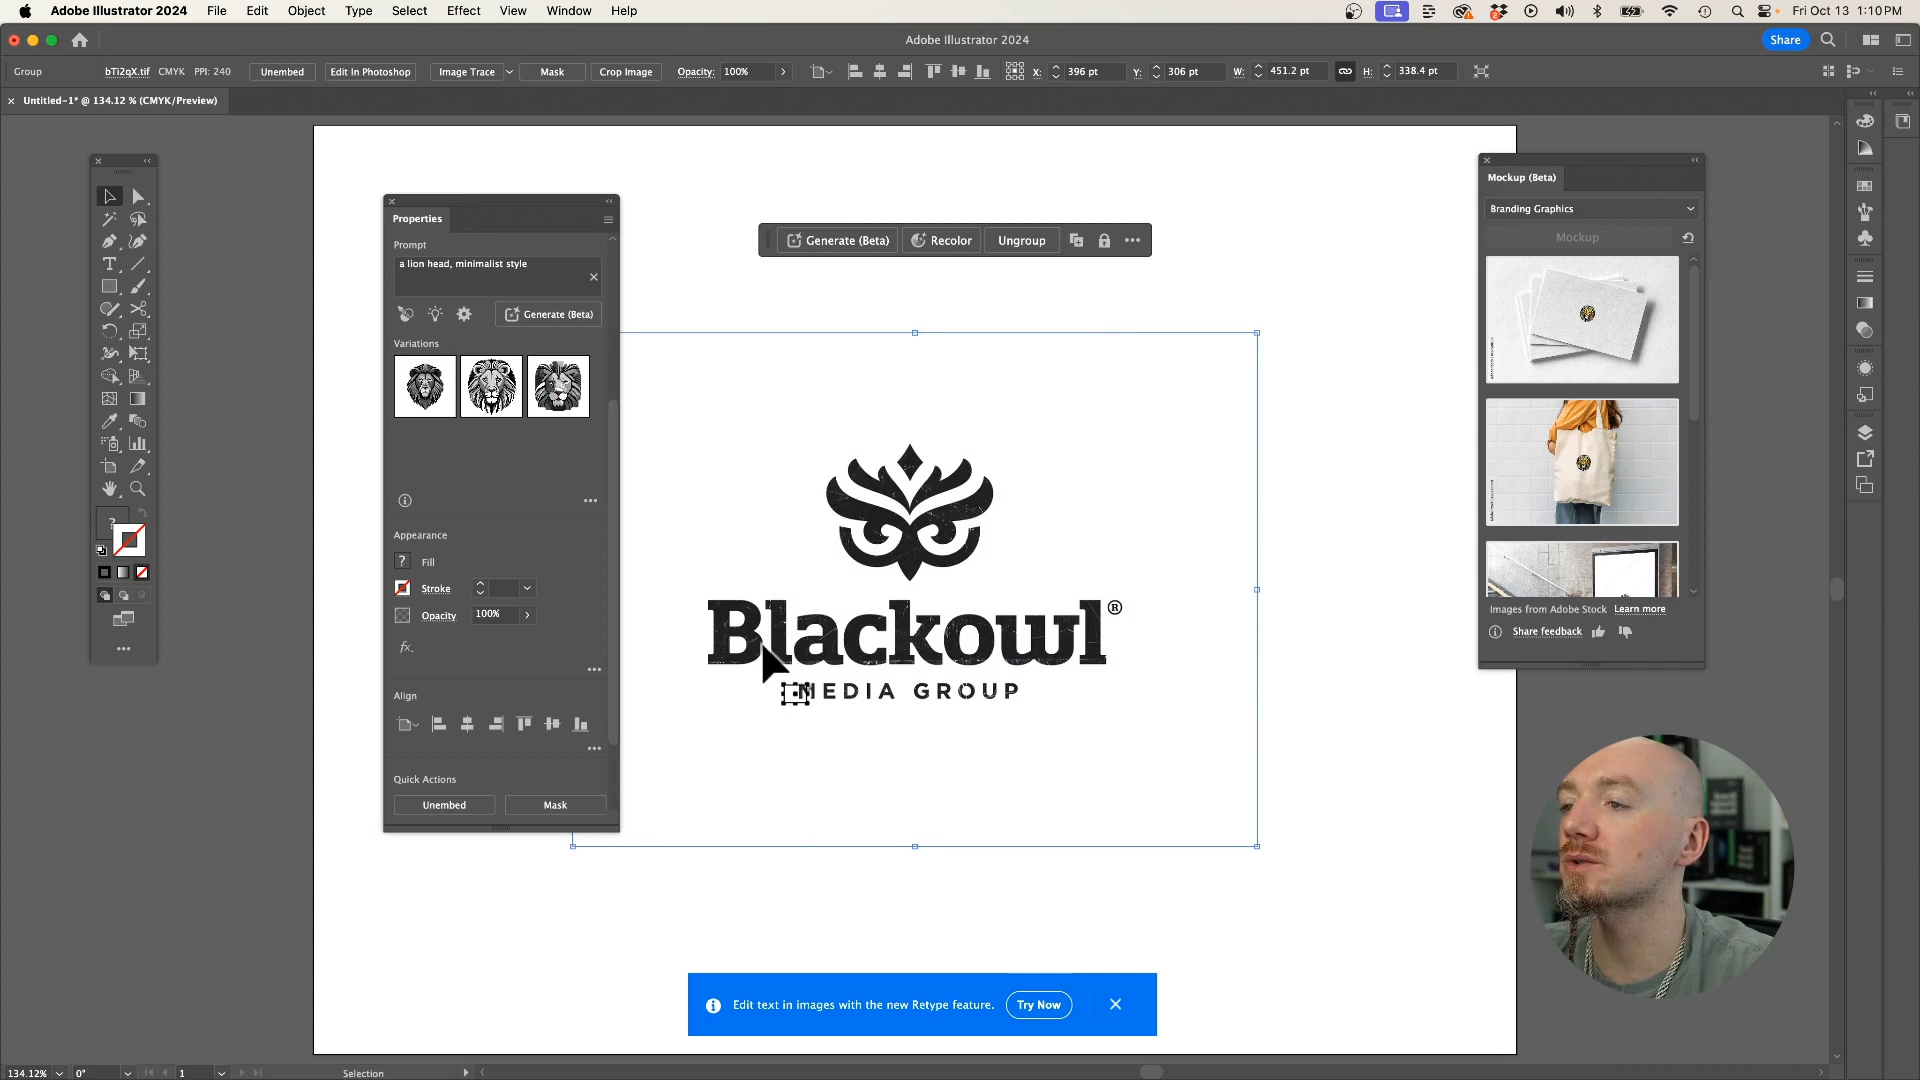 Adobe Illustrator 2024 File Edit Object Type Select Effect View Window Help
Fri Oct 13 1:10 PM
Adobe Illustrator 2024
Share
Group bTi2qX.tif CMYK PPI: 240 Unembed Edit In Photoshop Image Trace Mask Crop Image Opacity: 100% X: 396 pt Y: 306 pt W: 451.2 pt H: 338.4 pt
Untitled-1* @ 134.12 % (CMYK/Preview)
Properties
Prompt
a lion head, minimalist style
Generate (Beta)
Variations
Appearance
? Fill
Stroke
Opacity 100%
fx.
Align
Quick Actions
Unembed Mask
Generate (Beta) Recolor Ungroup
Blackowl®
MEDIA GROUP
Edit text in images with the new Retype feature. Try Now
Mockup (Beta)
Branding Graphics
Mockup
Images from Adobe Stock Learn more
Share feedback
134.12% 0° 1 Selection